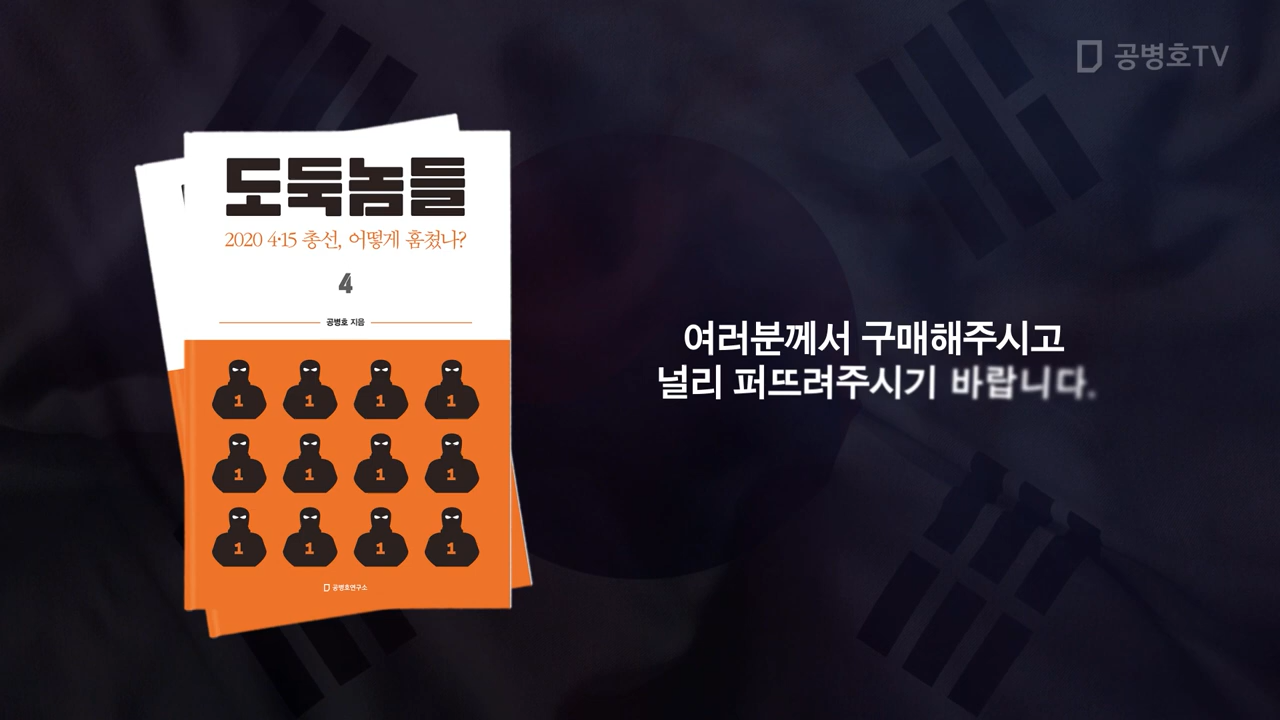 공병호TV
도둑놈들
2020 4·15 총선, 어떻게 훔쳤나?
4
공병호 지음
1 1 1 1
1 1 1 1
1 1 1 1
공병호연구소
여러분께서 구매해주시고
널리 퍼뜨려주시기 바랍니다.